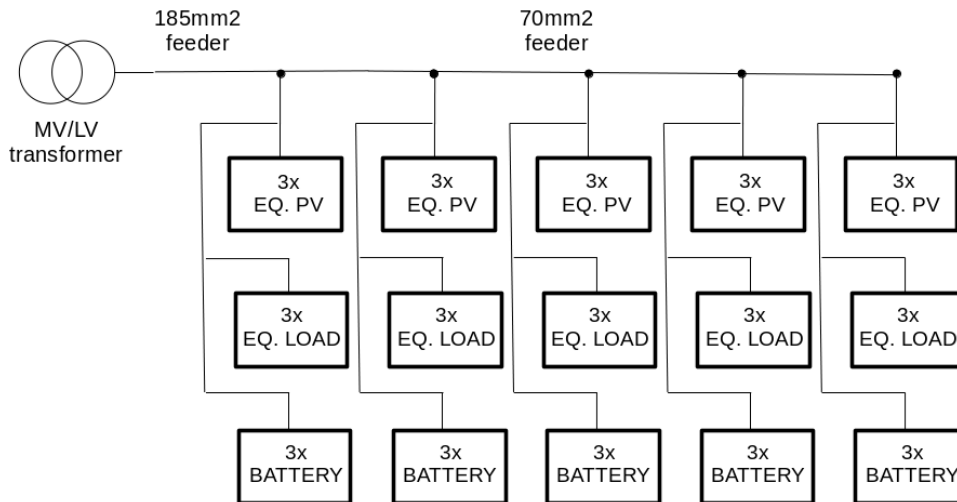 185mm2
feeder
70mm2
feeder
MV/LV
transformer
3x
EQ. PV
3x
EQ. PV
3x
EQ. PV
3x
EQ. PV
3x
EQ. PV
3x
EQ. LOAD
3x
EQ. LOAD
3x
EQ. LOAD
3x
EQ. LOAD
3x
EQ. LOAD
3x
BATTERY
3x
BATTERY
3x
BATTERY
3x
BATTERY
3x
BATTERY